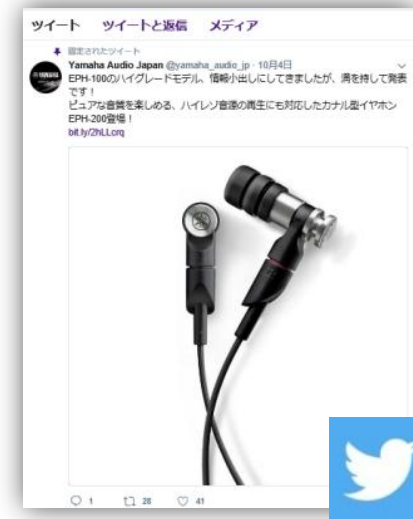 ツイート ツイートと返信 メディア
固定されたツイート
Yamaha Audio Japan @yamaha_audio_jp · 10月4日
EPH-100のハイグレードモデル、情報小出しにしてきましたが、満を持して発表
です！
ピュアな音質を楽しめる、ハイレゾ音源の再生にも対応したカナル型イヤホン
EPH-200登場！
bit.ly/2hLLcrq
1 28 41